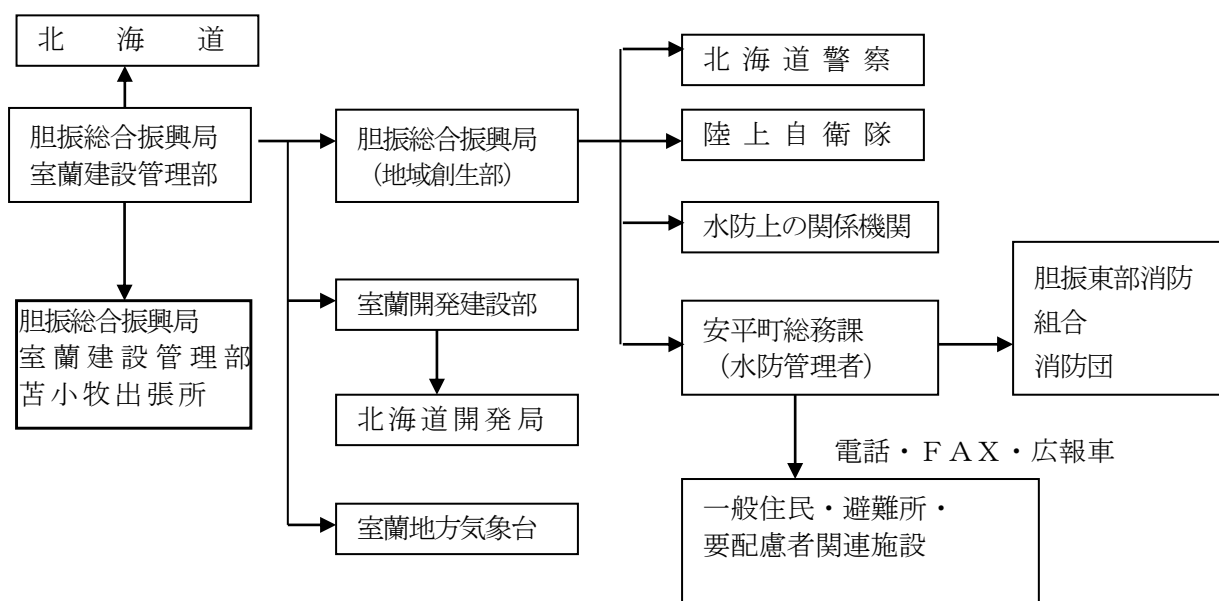 北海道
胆振総合振興局
室蘭建設管理部
胆振総合振興局
室蘭建設管理部
苫小牧出張所
胆振総合振興局
（地域創生部）
室蘭開発建設部
北海道開発局
室蘭地方気象台
北海道警察
陸上自衛隊
水防上の関係機関
安平町総務課
（水防管理者）
胆振東部消防
組合
消防団
電話・ＦＡＸ・広報車
一般住民・避難所・
要配慮者関連施設